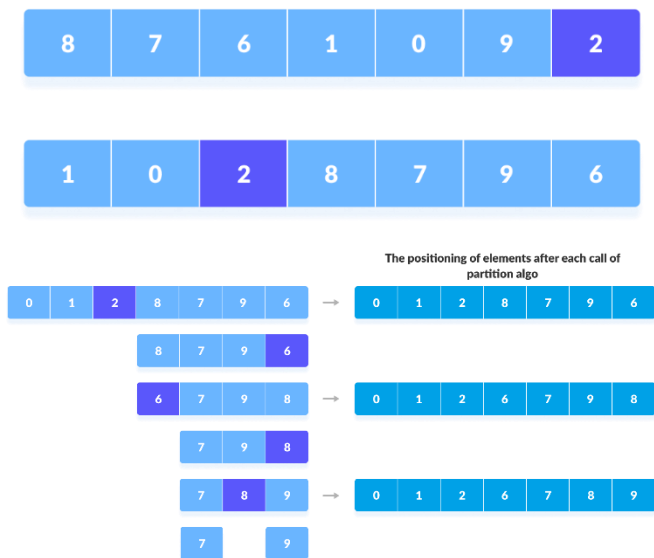 8 7 6 1 0 9 2
1 0 2 8 7 9 6
The positioning of elements after each call of
partition algo
0 1 2 8 7 9 6 → 0 1 2 8 7 9 6
8 7 9 6
6 7 9 8 → 0 1 2 6 7 9 8
7 9 8
7 8 9 → 0 1 2 6 7 8 9
7 9